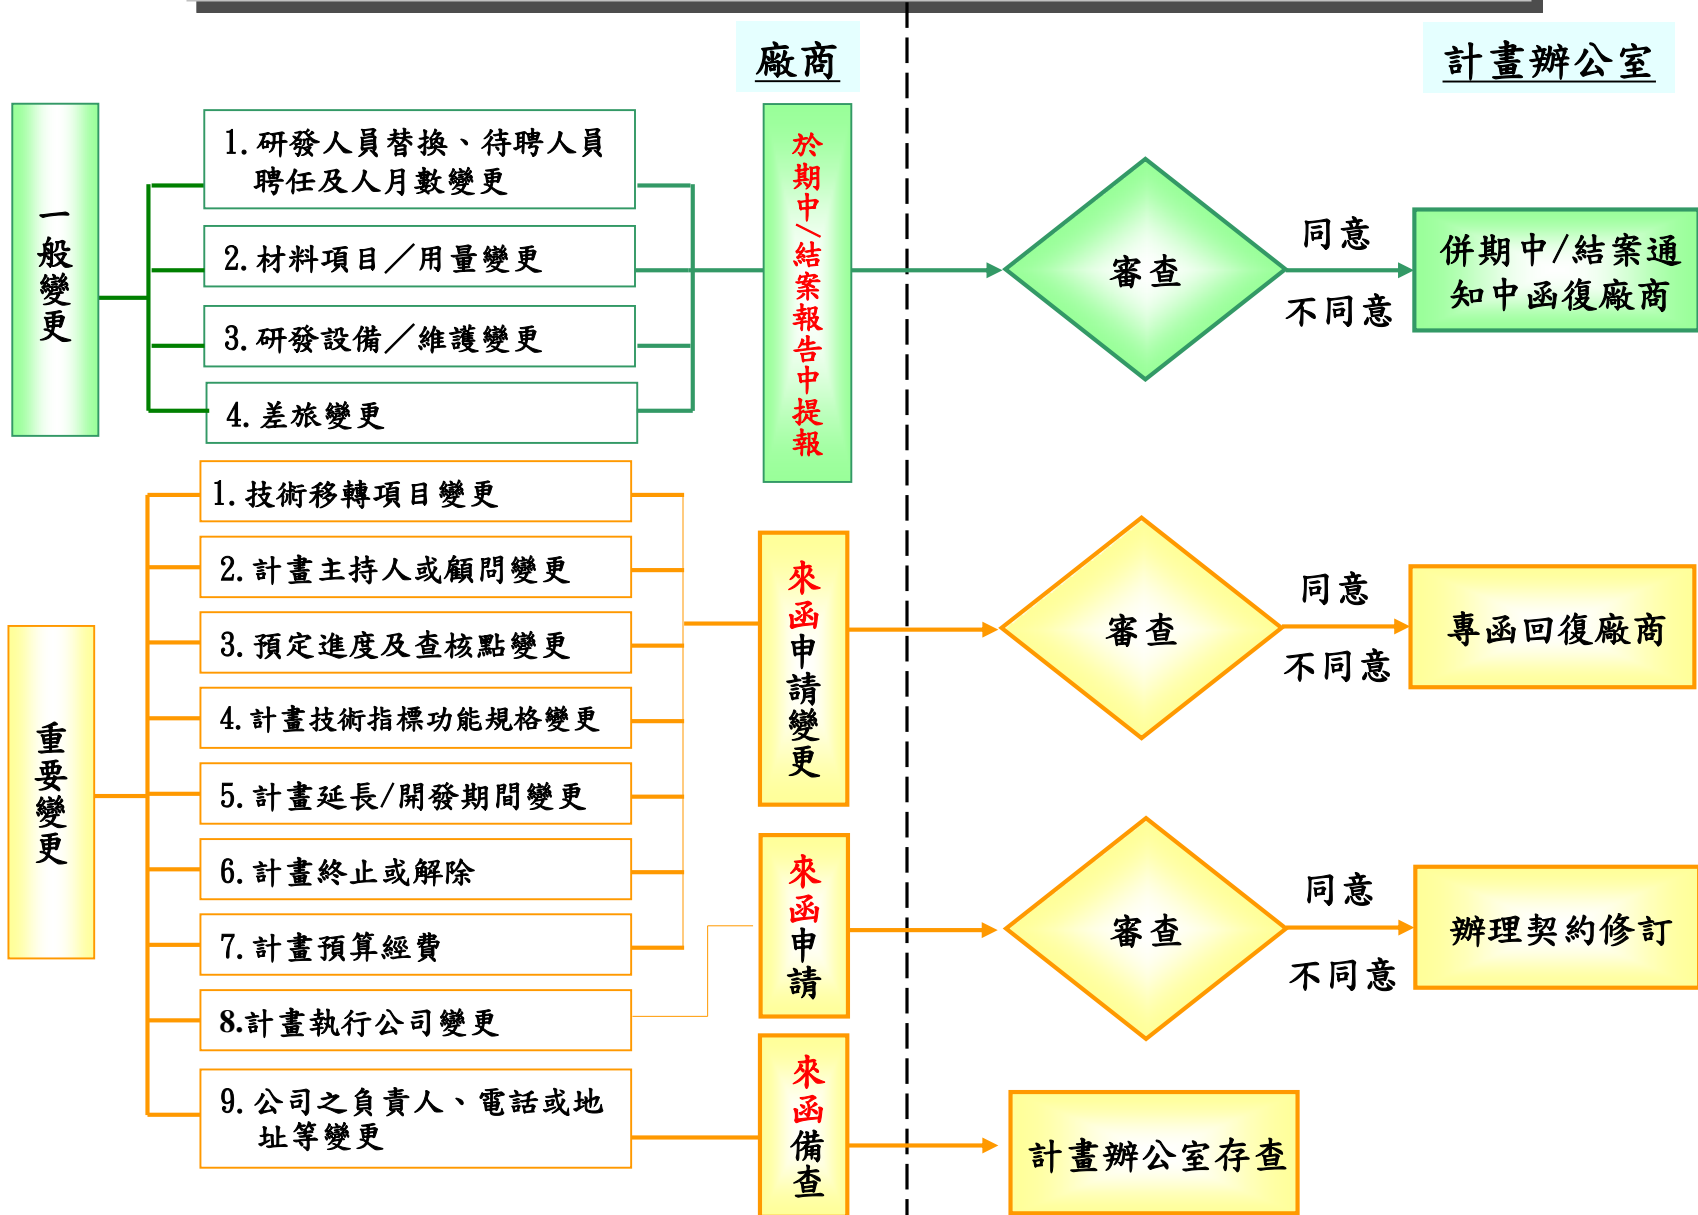 廠商
計畫辦公室
一般變更
1.研發人員替換、待聘人員
聘任及人月數變更
2.材料項目／用量變更
3.研發設備／維護變更
4.差旅變更
於期中／結案報告中提報
審查
同意
不同意
併期中/結案通
知中函復廠商
重要變更
1.技術移轉項目變更
2.計畫主持人或顧問變更
3.預定進度及查核點變更
4.計畫技術指標功能規格變更
5.計畫延長/開發期間變更
6.計畫終止或解除
7.計畫預算經費
8.計畫執行公司變更
9.公司之負責人、電話或地
址等變更
來函申請變更
審查
同意
不同意
專函回復廠商
來函申請
審查
同意
不同意
辦理契約修訂
來函備查
計畫辦公室存查